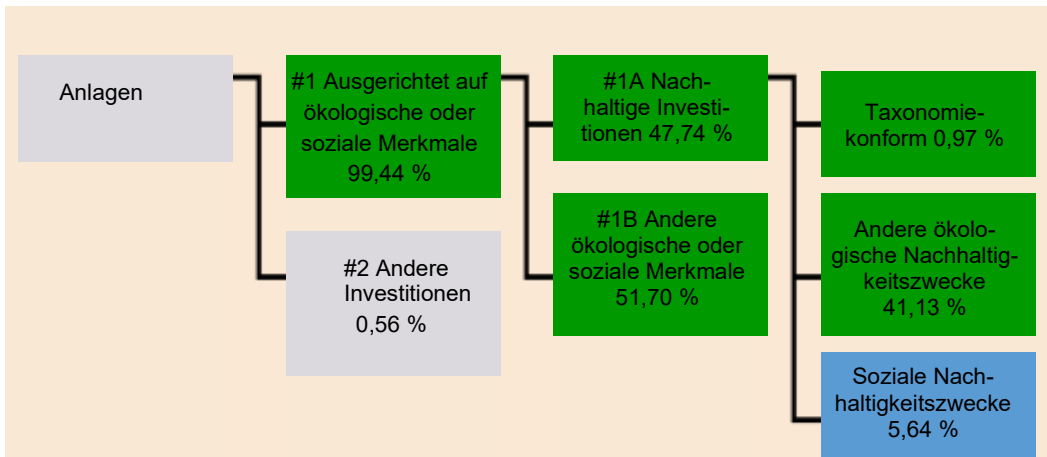 Anlagen
#1 Ausgerichtet auf
ökologische oder
soziale Merkmale
99,44 %
#2 Andere
Investitionen
0,56 %
#1A Nach-
haltige Investi-
tionen 47,74 %
#1B Andere
ökologische oder
soziale Merkmale
51,70 %
Taxonomie-
konform 0,97 %
Andere ökolo-
gische Nachhaltig-
keitszwecke
41,13 %
Soziale Nach-
haltigkeitszwecke
5,64 %